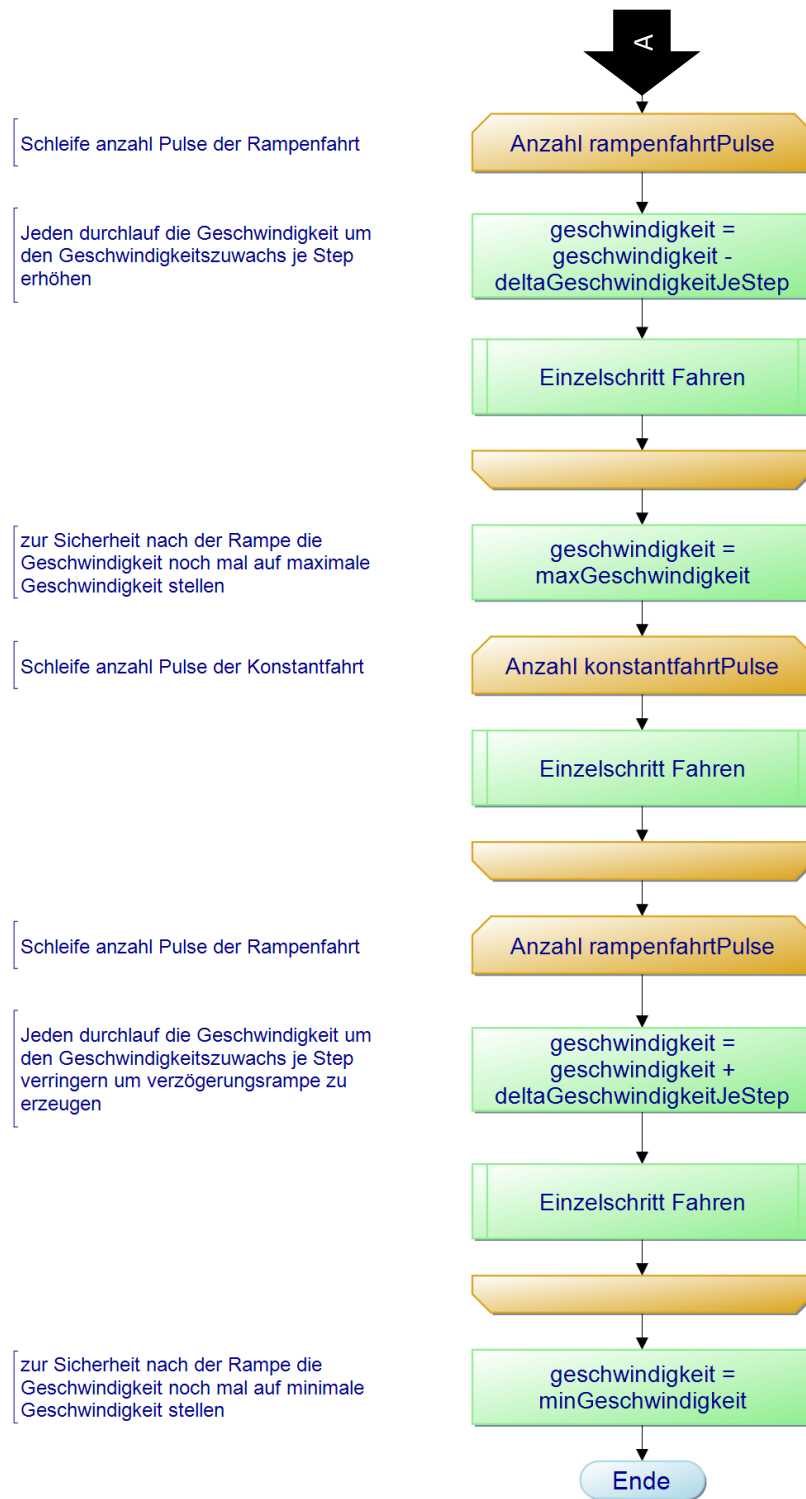 A
Schleife anzahl Pulse der Rampenfahrt
Anzahl rampenfahrtPulse
Jeden durchlauf die Geschwindigkeit um
den Geschwindigkeitszuwachs je Step
erhöhen
geschwindigkeit =
geschwindigkeit -
deltaGeschwindigkeitJeStep
Einzelschritt Fahren
zur Sicherheit nach der Rampe die
Geschwindigkeit noch mal auf maximale
Geschwindigkeit stellen
geschwindigkeit =
maxGeschwindigkeit
Schleife anzahl Pulse der Konstantfahrt
Anzahl konstantfahrtPulse
Einzelschritt Fahren
Schleife anzahl Pulse der Rampenfahrt
Anzahl rampenfahrtPulse
Jeden durchlauf die Geschwindigkeit um
den Geschwindigkeitszuwachs je Step
verringern um verzögerungsrampe zu
erzeugen
geschwindigkeit =
geschwindigkeit +
deltaGeschwindigkeitJeStep
Einzelschritt Fahren
zur Sicherheit nach der Rampe die
Geschwindigkeit noch mal auf minimale
Geschwindigkeit stellen
geschwindigkeit =
minGeschwindigkeit
Ende